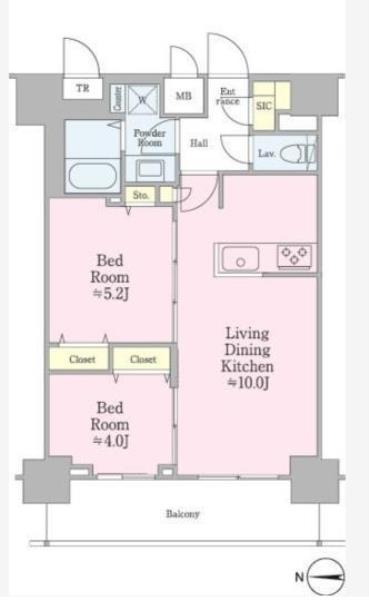 TR
Counter
W
MB
Ent
rance
SIC
Powder
Room
Hall
Lav.
Sto.
Bed
Room
≒5.2J
Living
Dining
Kitchen
≒10.0J
Closet
Closet
Bed
Room
≒4.0J
Balcony
N